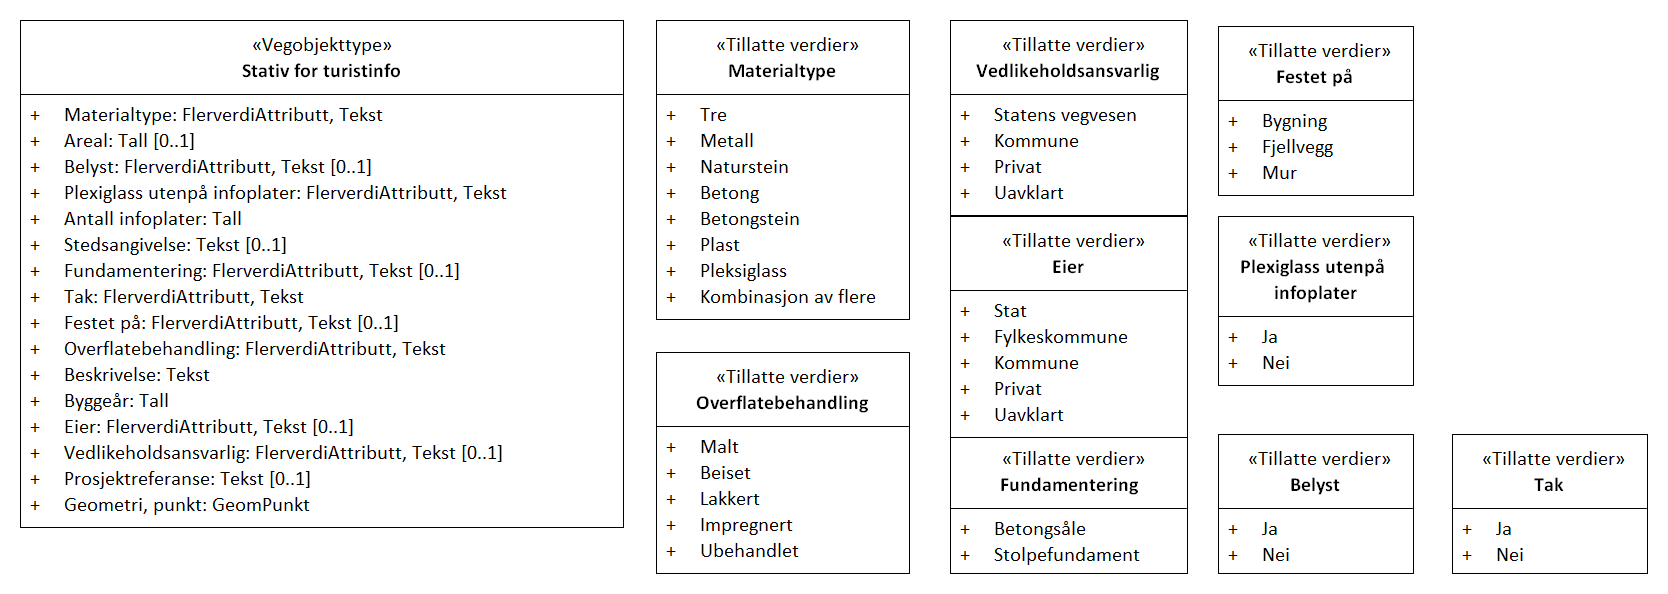 «Vegobjekttype»
Stativ for turistinfo
+ Materialtype: FlerverdiAttributt, Tekst
+ Areal: Tall [0..1]
+ Belyst: FlerverdiAttributt, Tekst [0..1]
+ Plexiglass utenpå infoplater: FlerverdiAttributt, Tekst
+ Antall infoplater: Tall
+ Stedsangivelse: Tekst [0..1]
+ Fundamentering: FlerverdiAttributt, Tekst [0..1]
+ Tak: FlerverdiAttributt, Tekst
+ Festet på: FlerverdiAttributt, Tekst [0..1]
+ Overflatebehandling: FlerverdiAttributt, Tekst
+ Beskrivelse: Tekst
+ Byggeår: Tall
+ Eier: FlerverdiAttributt, Tekst [0..1]
+ Vedlikeholdsansvarlig: FlerverdiAttributt, Tekst [0..1]
+ Prosjektreferanse: Tekst [0..1]
+ Geometri, punkt: GeomPunkt
«Tillatte verdier»
Materialtype
+ Tre
+ Metall
+ Naturstein
+ Betong
+ Betongstein
+ Plast
+ Pleksiglass
+ Kombinasjon av flere
«Tillatte verdier»
Overflatebehandling
+ Malt
+ Beiset
+ Lakkert
+ Impregnert
+ Ubehandlet
«Tillatte verdier»
Vedlikeholdsansvarlig
+ Statens vegvesen
+ Kommune
+ Privat
+ Uavklart
«Tillatte verdier»
Eier
+ Stat
+ Fylkeskommune
+ Kommune
+ Privat
+ Uavklart
«Tillatte verdier»
Fundamentering
+ Betongsåle
+ Stolpefundament
«Tillatte verdier»
Festet på
+ Bygning
+ Fjellvegg
+ Mur
«Tillatte verdier»
Plexiglass utenpå
infoplater
+ Ja
+ Nei
«Tillatte verdier»
Belyst
+ Ja
+ Nei
«Tillatte verdier»
Tak
+ Ja
+ Nei